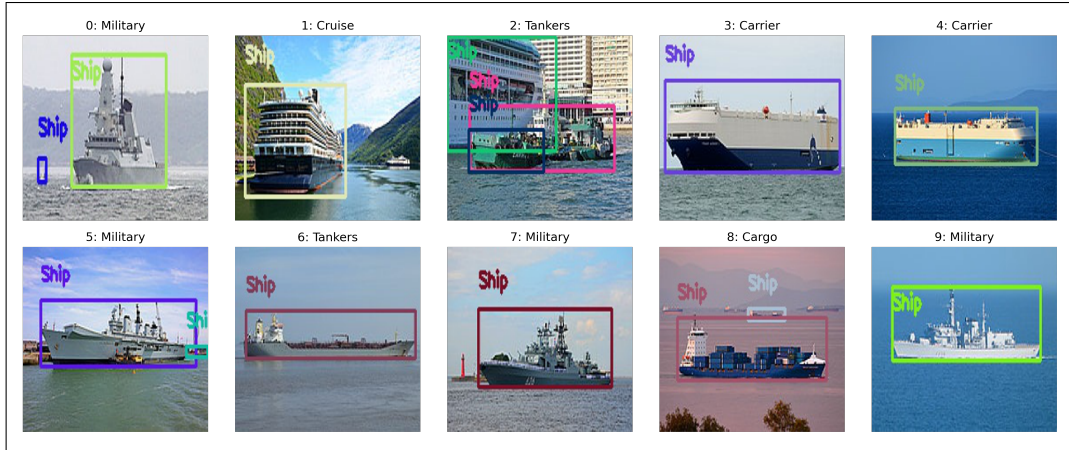 0: Military
1: Cruise
2: Tankers
3: Carrier
4: Carrier
Ship
Ship
Ship
Ship
Ship
Ship
Ship
Ship
5: Military
6: Tankers
7: Military
8: Cargo
9: Military
Ship
Shi
Ship
Ship
Ship
Ship
Ship